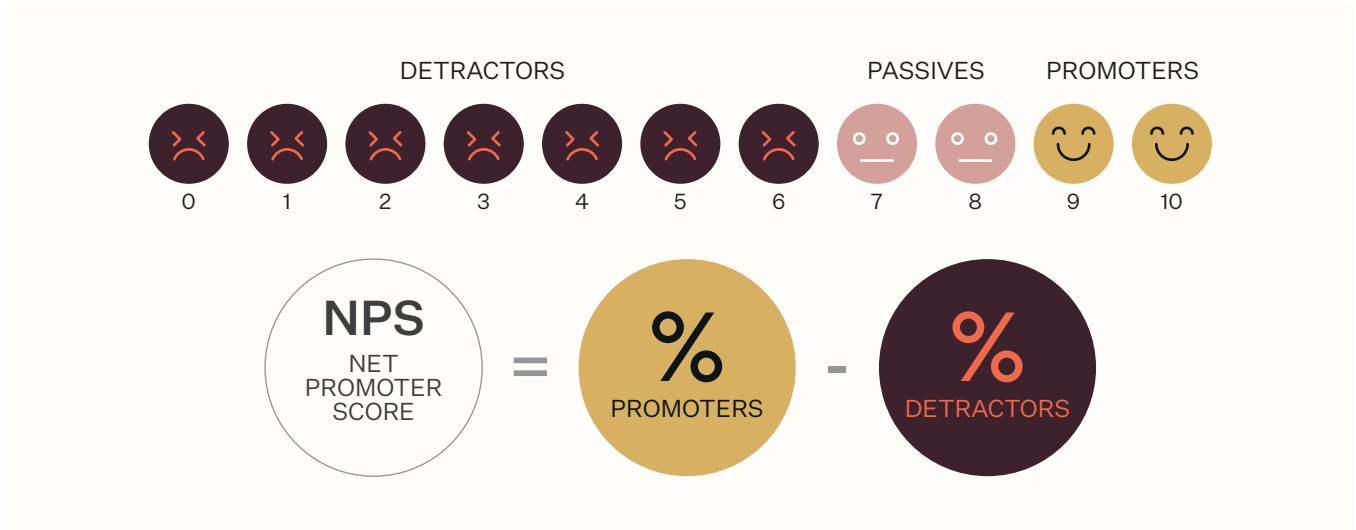 DETRACTORS PASSIVES PROMOTERS
0 1 2 3 4 5 6 7 8 9 10
NPS
NET
PROMOTER
SCORE
=
%
PROMOTERS
-
%
DETRACTORS